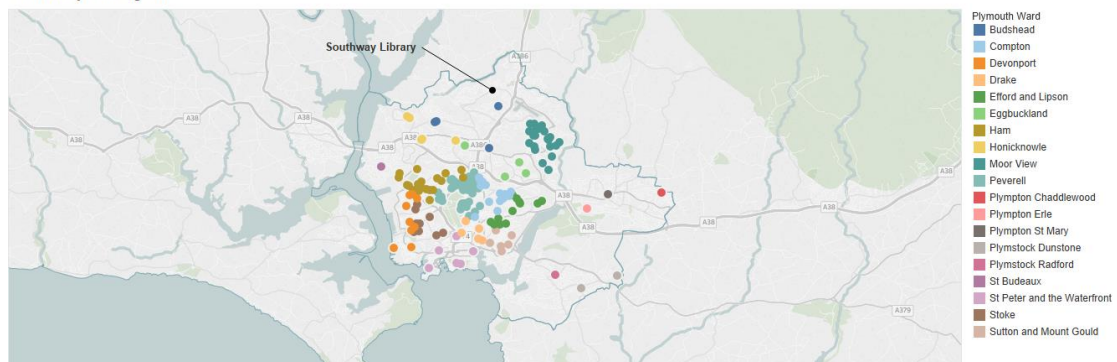 Plymouth Ward
Budshead
Compton
Devonport
Drake
Efford and Lipson
Eggbuckland
Ham
Honicknowle
Moor View
Peverell
Plympton Chaddlewood
Plympton Erle
Plympton St Mary
Plymstock Dunstone
Plymstock Radford
St Budeaux
St Peter and the Waterfront
Stoke
Sutton and Mount Gould
Southway Library
A386
A38
A38
A38
A38
A38
A38
A38
A38
A38
A379